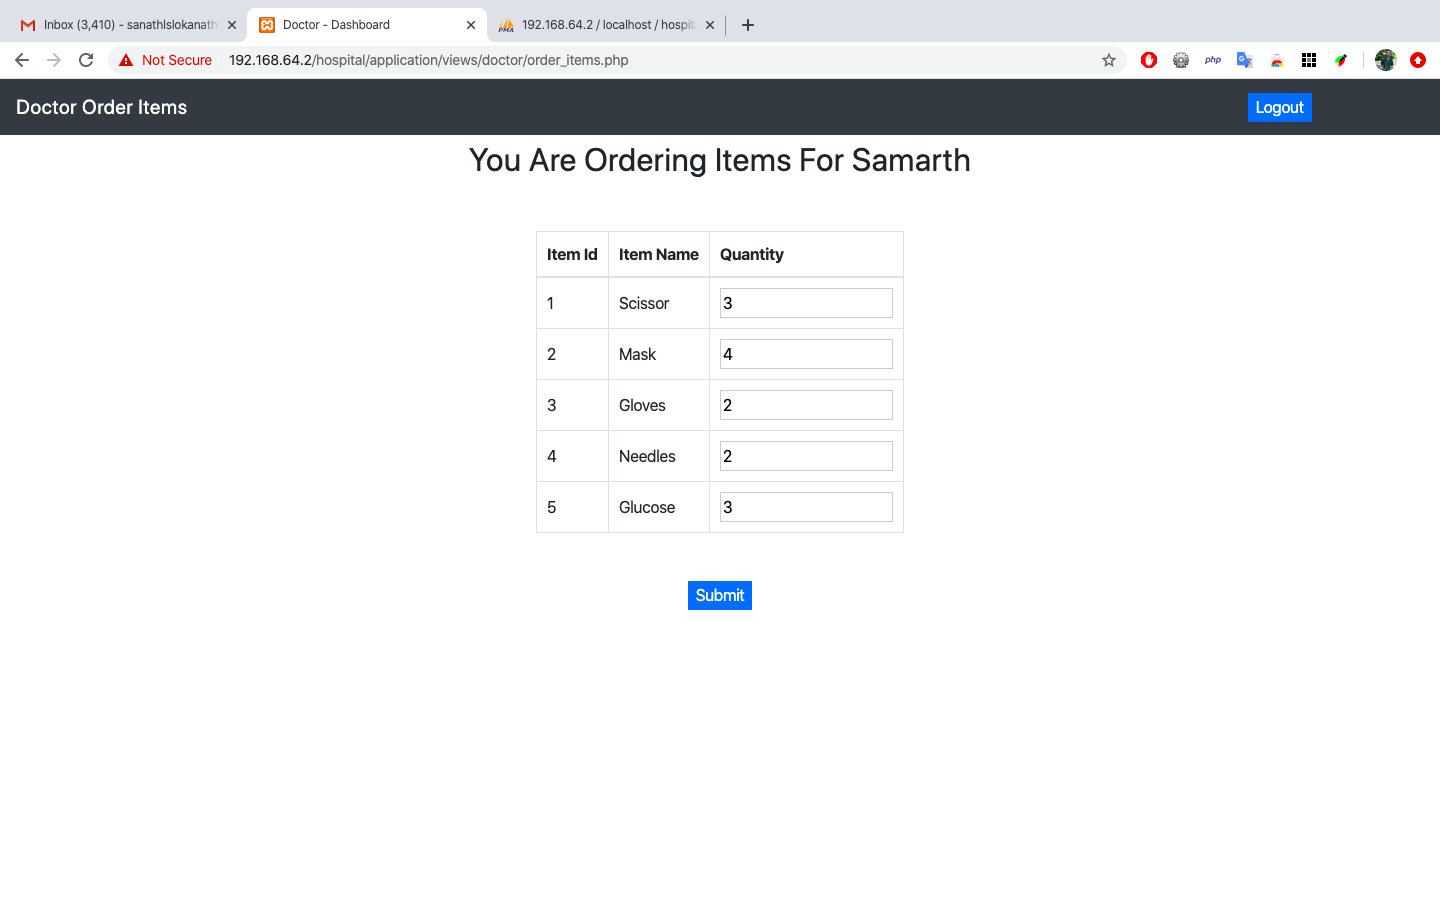 Inbox (3,410) - sanathlslokanath
Doctor - Dashboard
192.168.64.2 / localhost / hospit
Not Secure 192.168.64.2/hospital/application/views/doctor/order_items.php
php
Doctor Order Items
Logout
You Are Ordering Items For Samarth
Item Id Item Name Quantity
1 Scissor 3
2 Mask 4
3 Gloves 2
4 Needles 2
5 Glucose 3
Submit